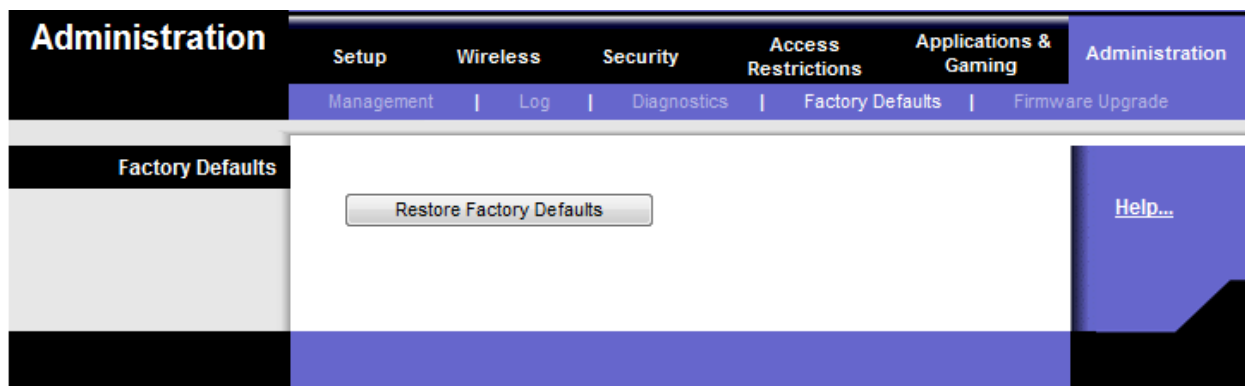 Administration
Setup Wireless Security Access Restrictions Applications & Gaming Administration
Management | Log | Diagnostics | Factory Defaults | Firmware Upgrade
Factory Defaults
Restore Factory Defaults
Help...